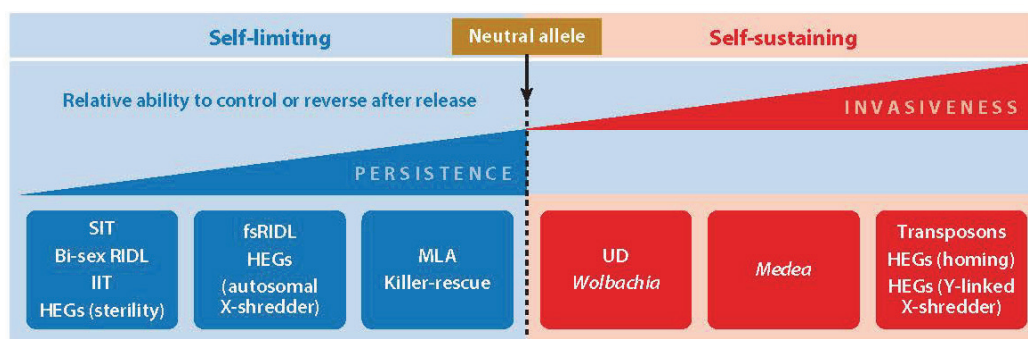 Self-limiting
Neutral allele
Self-sustaining
Relative ability to control or reverse after release
INVASIVENESS
PERSISTENCE
SIT
Bi-sex RIDL
IIT
HEGs (sterility)
fsRIDL
HEGs
(autosomal
X-shredder)
MLA
Killer-rescue
UD
Wolbachia
Medea
Transposons
HEGs (homing)
HEGs (Y-linked
X-shredder)